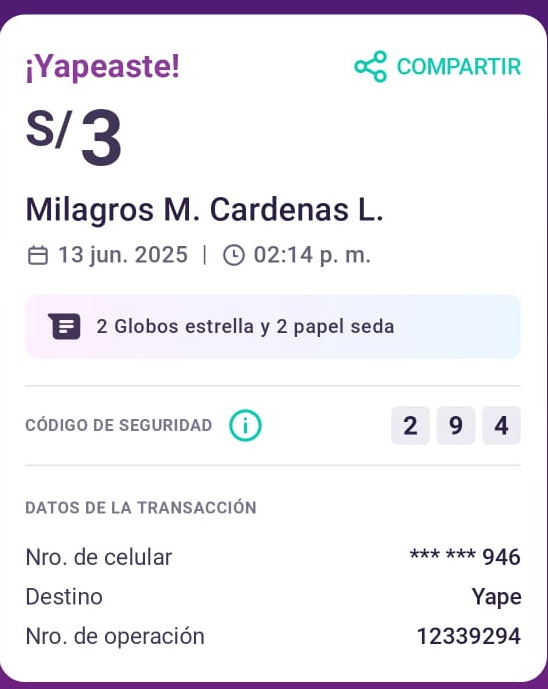 ¡Yapeaste!
COMPARTIR
S/ 3
Milagros M. Cardenas L.
13 jun. 2025 | 02:14 p. m.
2 Globos estrella y 2 papel seda
CÓDIGO DE SEGURIDAD 2 9 4
DATOS DE LA TRANSACCIÓN
Nro. de celular *** *** 946
Destino Yape
Nro. de operación 12339294